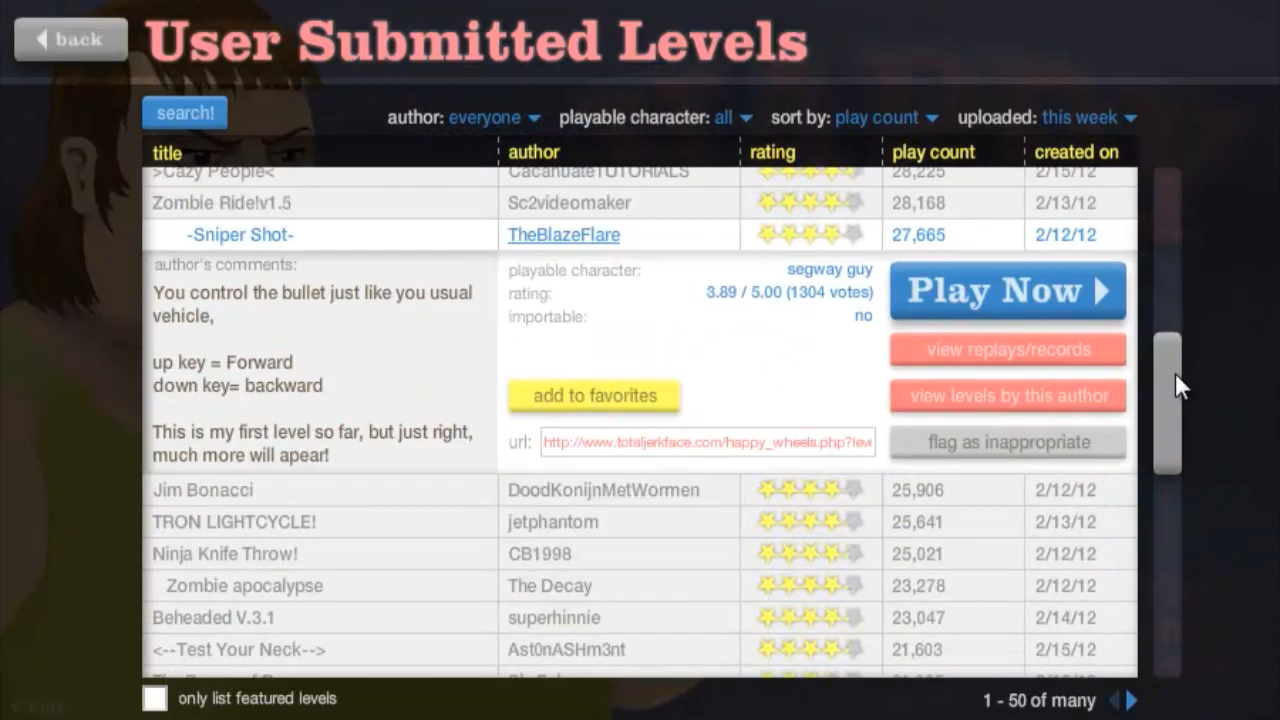 back
User Submitted Levels
search!
author: everyone playable character: all sort by: play count uploaded: this week
title author rating play count created on
>Cazy People< CacahuateTUTORIALS 28,225 2/15/12
Zombie Ride!v1.5 Sc2videomaker 28,168 2/13/12
-Sniper Shot- TheBlazeFlare 27,665 2/12/12
author's comments:
You control the bullet just like you usual
vehicle,
up key = Forward
down key= backward
This is my first level so far, but just right,
much more will apear!
playable character: segway guy
rating: 3.89 / 5.00 (1304 votes)
importable: no
add to favorites
url: http://www.totaljerkface.com/happy_wheels.php?lev
Play Now
view replays/records
view levels by this author
flag as inappropriate
Jim Bonacci DoodKonijnMetWormen 25,906 2/12/12
TRON LIGHTCYCLE! jetphantom 25,641 2/13/12
Ninja Knife Throw! CB1998 25,021 2/12/12
Zombie apocalypse The Decay 23,278 2/12/12
Beheaded V.3.1 superhinnie 23,047 2/14/12
<--Test Your Neck--> Ast0nASHm3nt 21,603 2/15/12
only list featured levels
1 - 50 of many